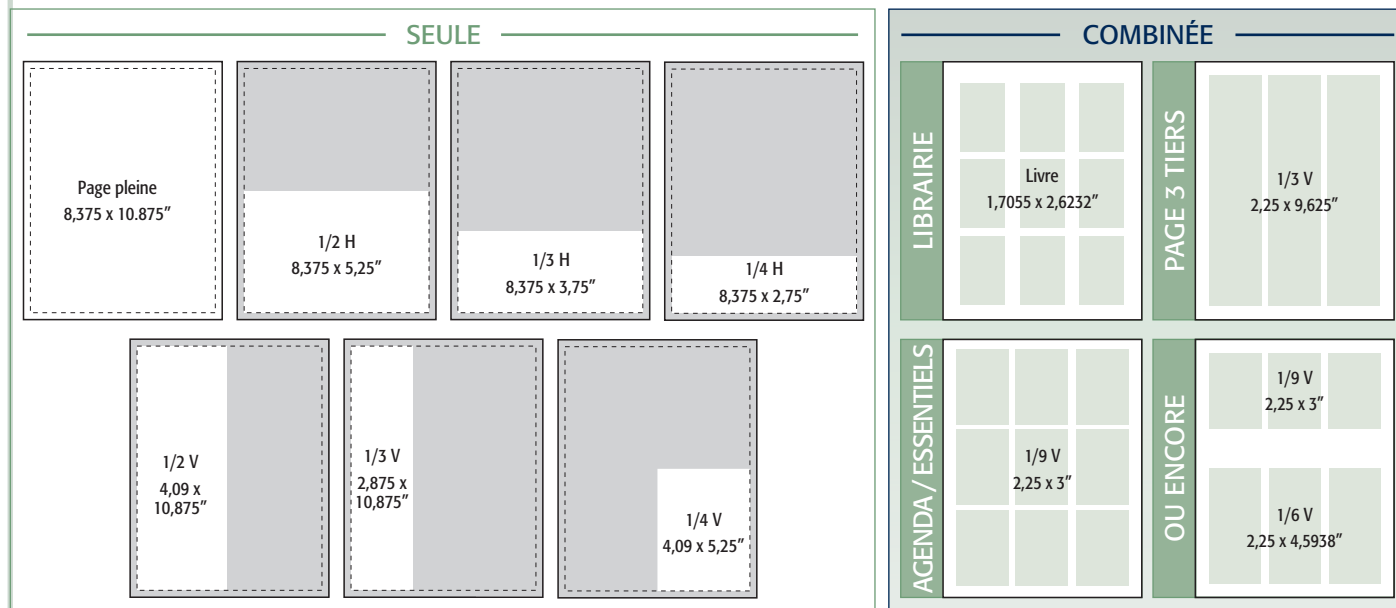 SEULE
Page pleine
8,375 x 10.875”
1/2 H
8,375 x 5,25”
1/3 H
8,375 x 3,75”
1/4 H
8,375 x 2,75”
1/2 V
4,09 x
10,875”
1/3 V
2,875 x
10,875”
1/4 V
4,09 x 5,25”
COMBINÉE
LIBRAIRIE
Livre
1,7055 x 2,6232”
PAGE 3 TIERS
1/3 V
2,25 x 9,625”
AGENDA / ESSENTIELS
1/9 V
2,25 x 3”
OU ENCORE
1/9 V
2,25 x 3”
1/6 V
2,25 x 4,5938”